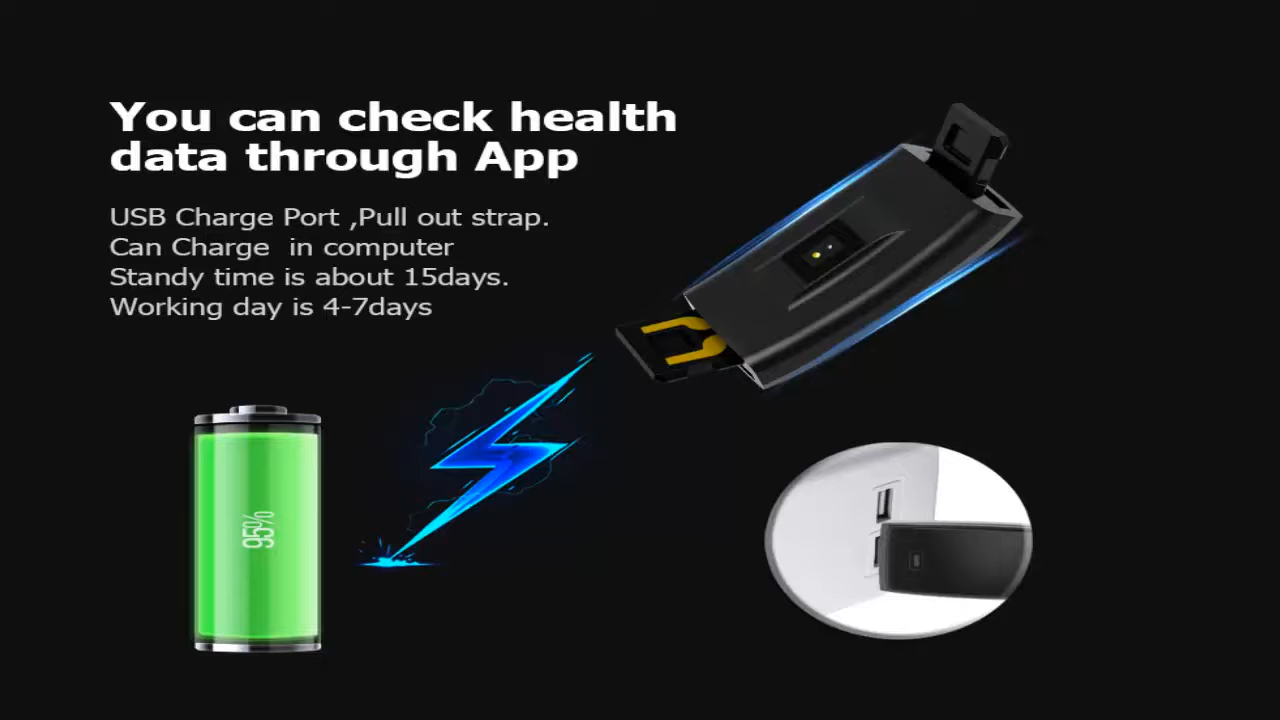 You can check health
data through App
USB Charge Port ,Pull out strap.
Can Charge  in computer
Standy time is about 15days.
Working day is 4-7days
95%